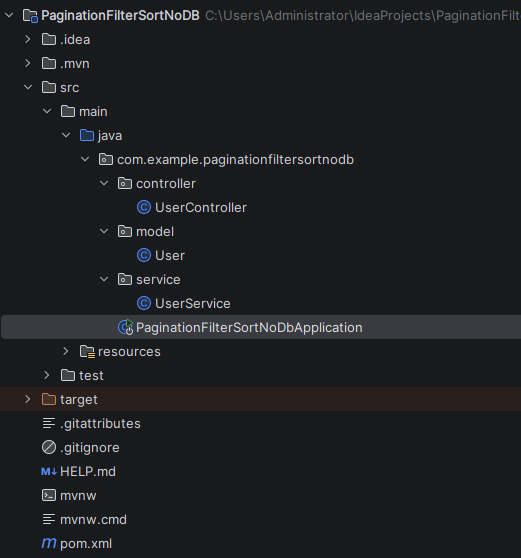 PaginationFilterSortNoDB C:\Users\Administrator\IdeaProjects\PaginationFilt
.idea
.mvn
src
main
java
com.example.paginationfiltersortnodb
controller
UserController
model
User
service
UserService
PaginationFilterSortNoDbApplication
resources
test
target
.gitattributes
.gitignore
HELP.md
mvnw
mvnw.cmd
pom.xml